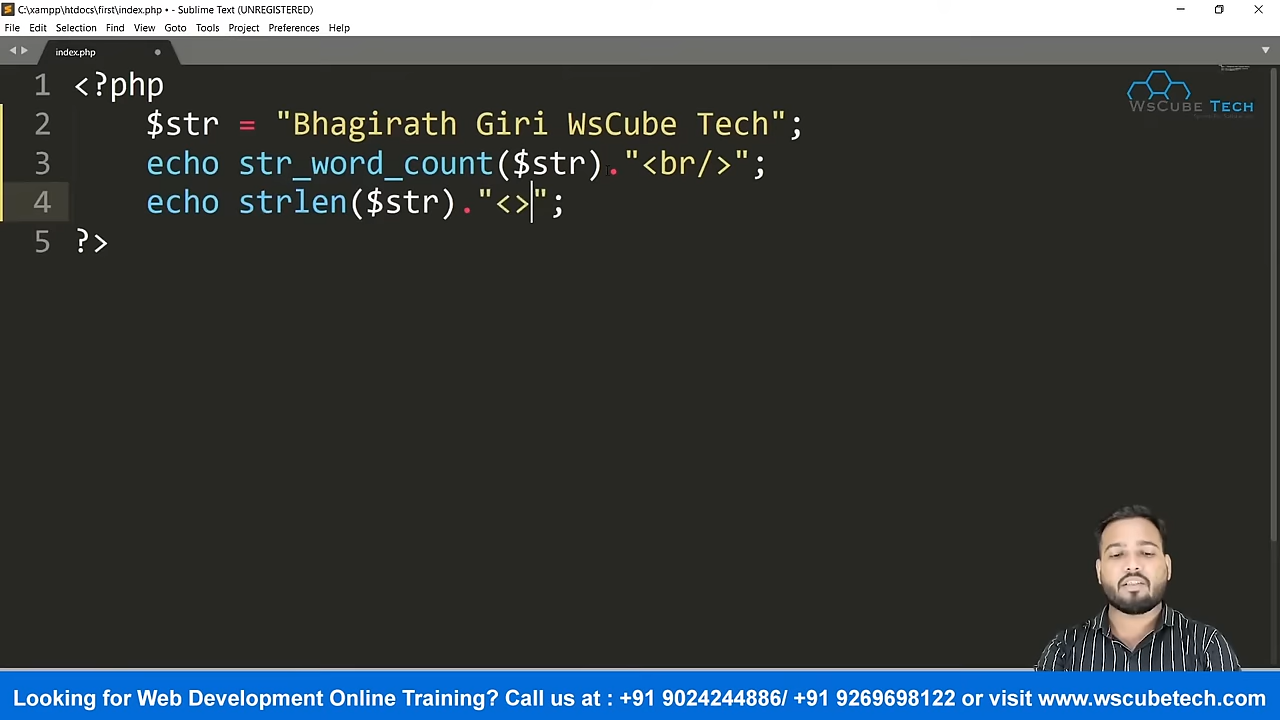 C:\xampp\htdocs\first\index.php • - Sublime Text (UNREGISTERED)
File Edit Selection Find View Goto Tools Project Preferences Help
index.php
1 <?php
2 $str = "Bhagirath Giri WsCube Tech";
3 echo str_word_count($str)."<br/>";
4 echo strlen($str)."<>";
5 ?>
WsCube Tech
Looking for Web Development Online Training? Call us at : +91 9024244886/ +91 9269698122 or visit www.wscubetech.com